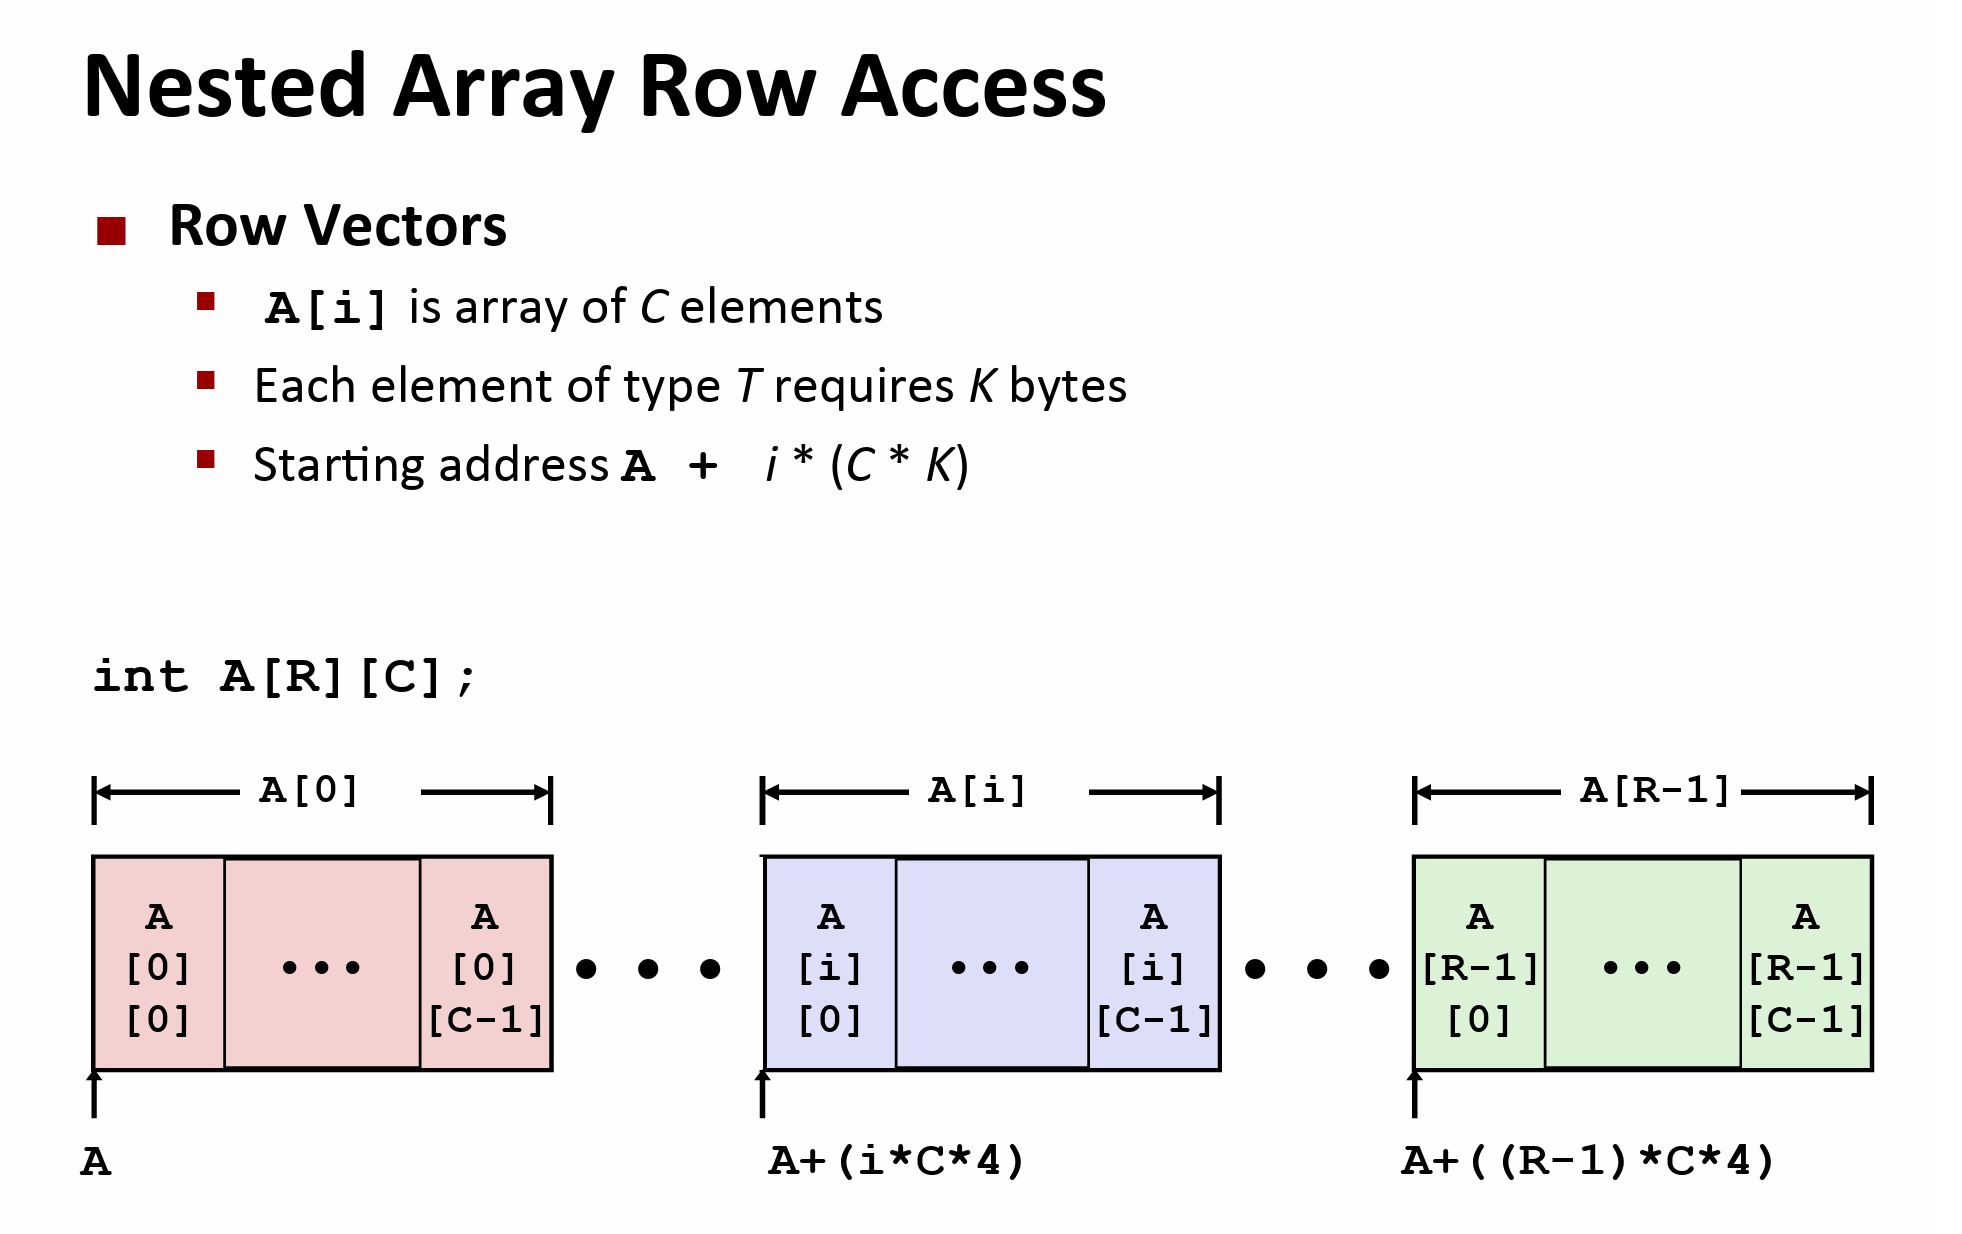 Nested Array Row Access
Row Vectors
A[i] is array of C elements
Each element of type T requires K bytes
Starting address A + i * (C * K)
int A[R][C];
A[0] A[i] A[R-1]
A ••• A • • • A ••• A • • • A ••• A
[0] [0] [i] [i] [R-1] [R-1]
[0] [C-1] [0] [C-1] [0] [C-1]
A A+(i*C*4) A+((R-1)*C*4)